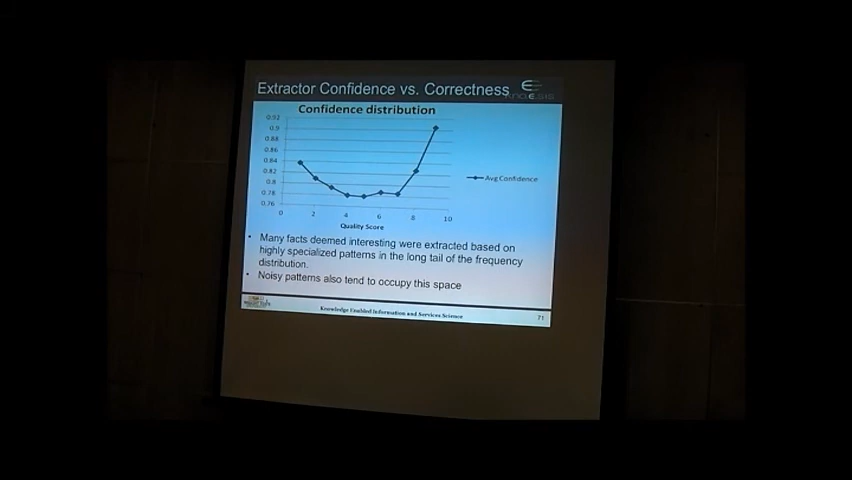 Extractor Confidence vs. Correctness
Confidence distribution
0.92
0.9
0.88
0.86
0.84
0.82
0.8
0.78
0.76
0 2 4 6 8 10
Quality Score
Avg.Confidence
• Many facts deemed interesting were extracted based on
highly specialized patterns in the long tail of the frequency
distribution.
• Noisy patterns also tend to occupy this space
Knowledge Enabled Information and Services Science
71